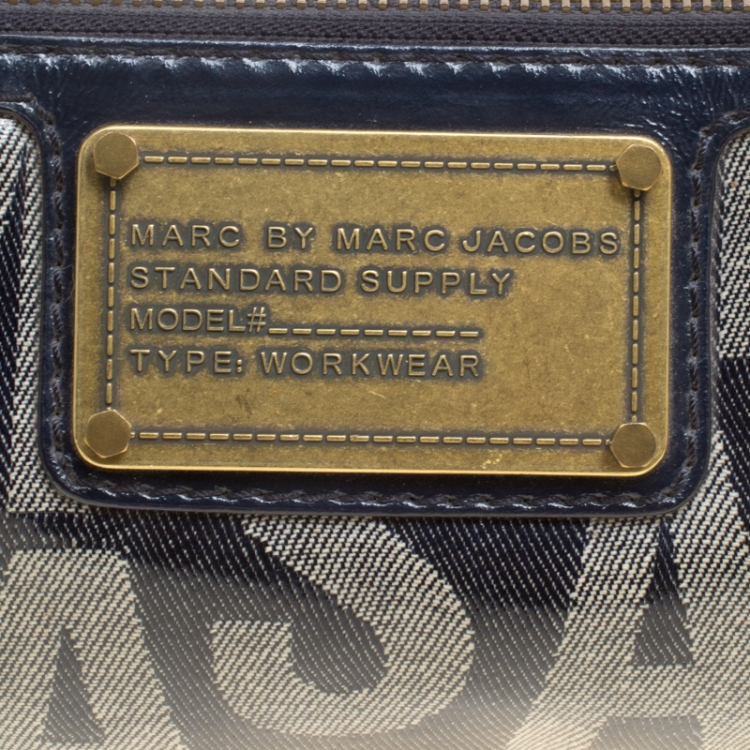 MARC BY MARC JACOBS
STANDARD SUPPLY
MODEL#_________
TYPE: WORKWEAR